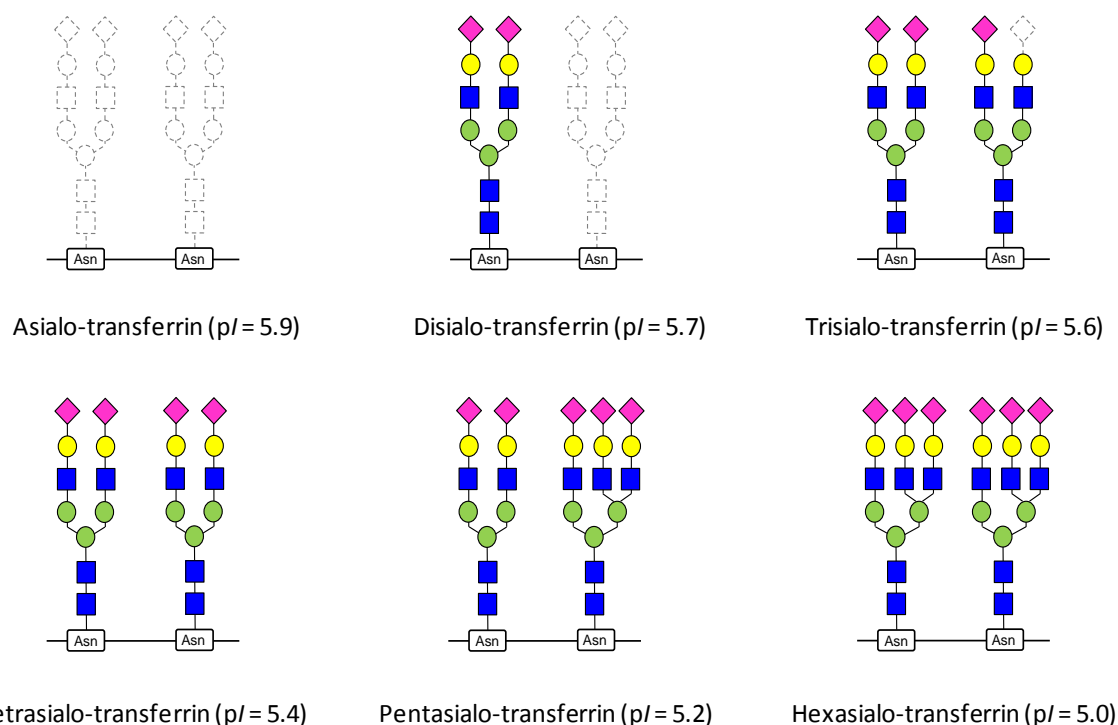 Asn Asn Asn Asn Asn Asn
Asialo-transferrin (pI = 5.9) Disialo-transferrin (pI = 5.7) Trisialo-transferrin (pI = 5.6)
Asn Asn Asn Asn Asn Asn
etrasialo-transferrin (pI = 5.4) Pentasialo-transferrin (pI = 5.2) Hexasialo-transferrin (pI = 5.0)